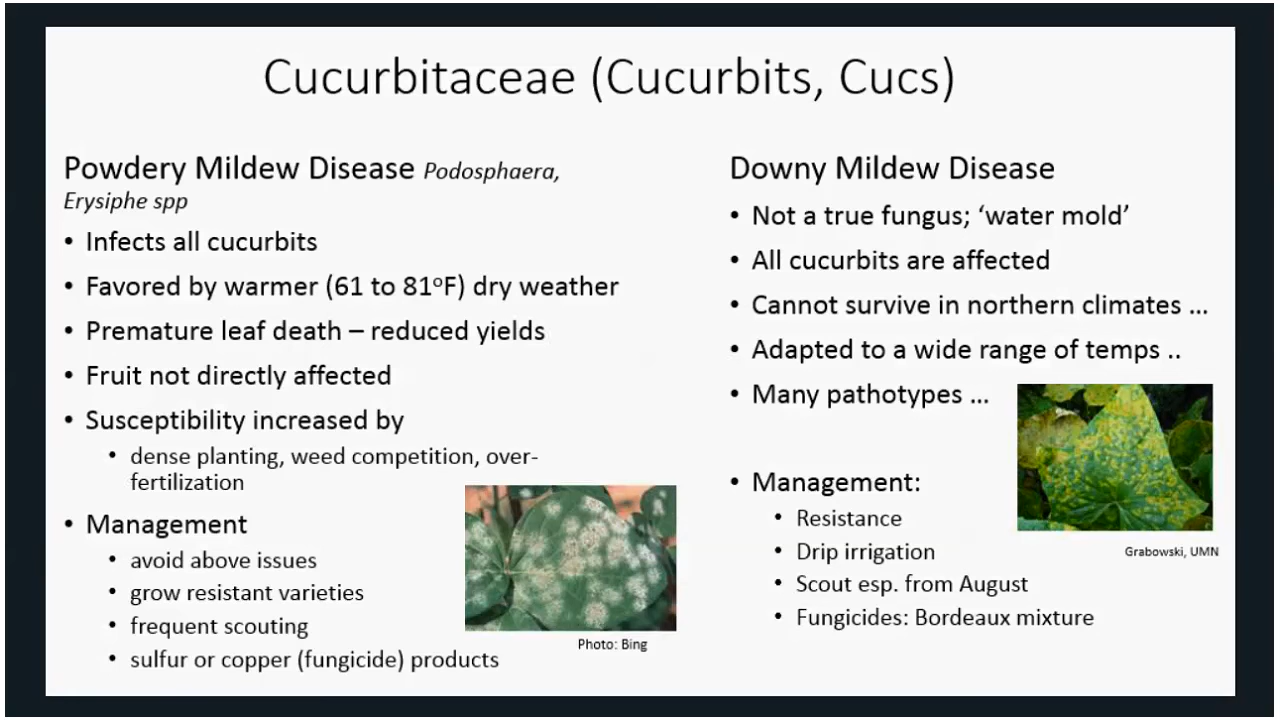 Cucurbitaceae (Cucurbits, Cucs)
Powdery Mildew Disease Podosphaera,
Erysiphe spp
• Infects all cucurbits
• Favored by warmer (61 to 81ºF) dry weather
• Premature leaf death – reduced yields
• Fruit not directly affected
• Susceptibility increased by
• dense planting, weed competition, over-
fertilization
• Management
• avoid above issues
• grow resistant varieties
• frequent scouting
• sulfur or copper (fungicide) products
Photo: Bing
Downy Mildew Disease
• Not a true fungus; ‘water mold’
• All cucurbits are affected
• Cannot survive in northern climates ...
• Adapted to a wide range of temps ..
• Many pathotypes ...
• Management:
• Resistance
• Drip irrigation
• Scout esp. from August
• Fungicides: Bordeaux mixture
Grabowski, UMN